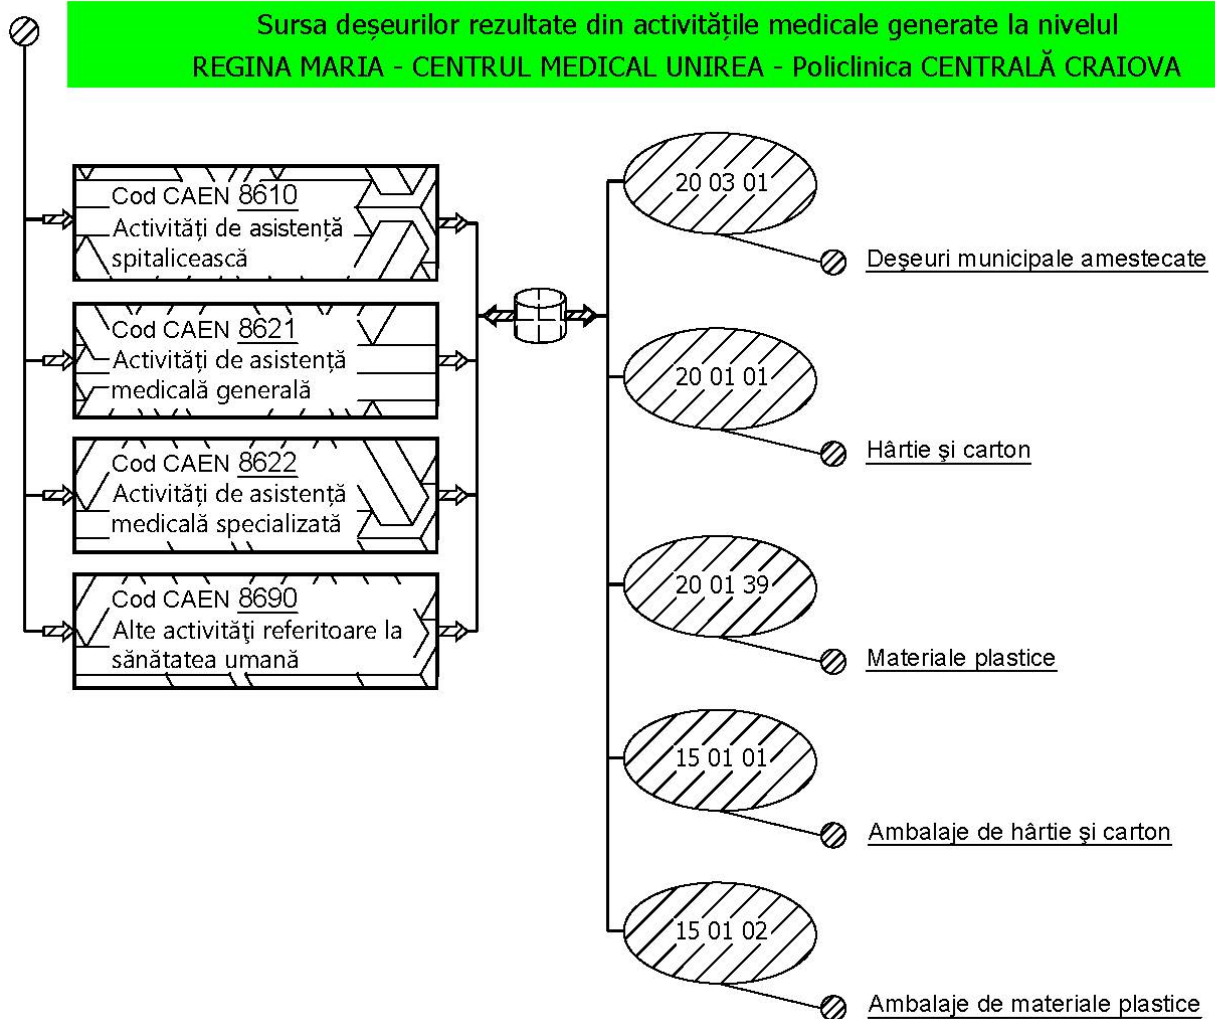 Sursa deșeurilor rezultate din activitățile medicale generate la nivelul
REGINA MARIA - CENTRUL MEDICAL UNIREA - Policlinica CENTRALĂ CRAIOVA
Cod CAEN 8610
Activități de asistență
spitalicească
Cod CAEN 8621
Activități de asistență
medicală generală
Cod CAEN 8622
Activități de asistență
medicală specializată
Cod CAEN 8690
Alte activităţi referitoare la
sănătatea umană
20 03 01
Deşeuri municipale amestecate
20 01 01
Hârtie şi carton
20 01 39
Materiale plastice
15 01 01
Ambalaje de hârtie şi carton
15 01 02
Ambalaje de materiale plastice